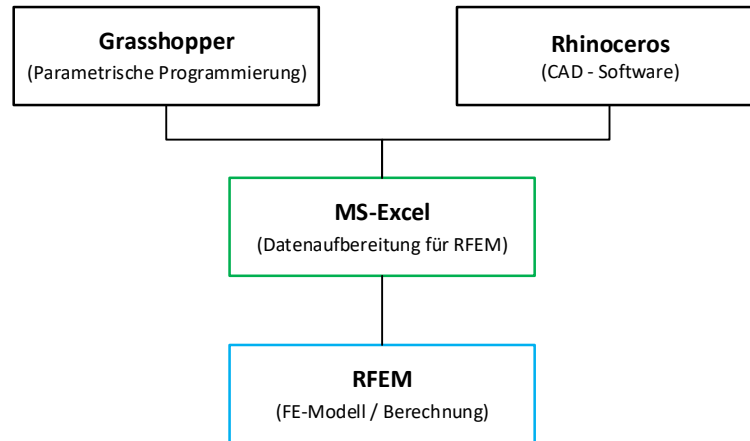 Grasshopper
(Parametrische Programmierung)
Rhinoceros
(CAD - Software)
MS-Excel
(Datenaufbereitung für RFEM)
RFEM
(FE-Modell / Berechnung)